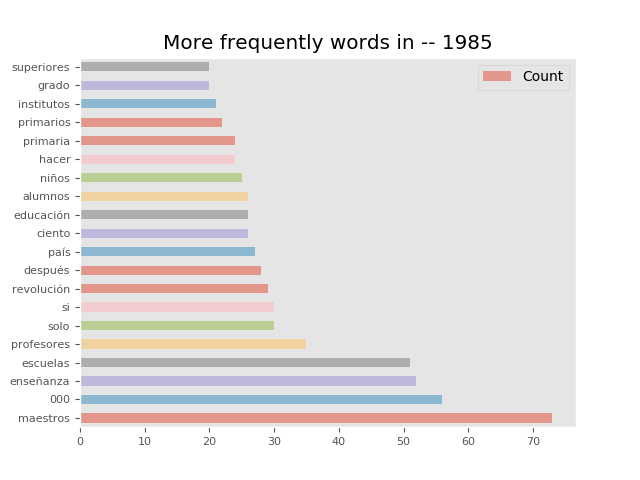 More frequently words in -- 1985
Count
superiores
grado
institutos
primarios
primaria
hacer
niños
alumnos
educación
ciento
país
después
revolución
si
solo
profesores
escuelas
enseñanza
000
maestros
0 10 20 30 40 50 60 70